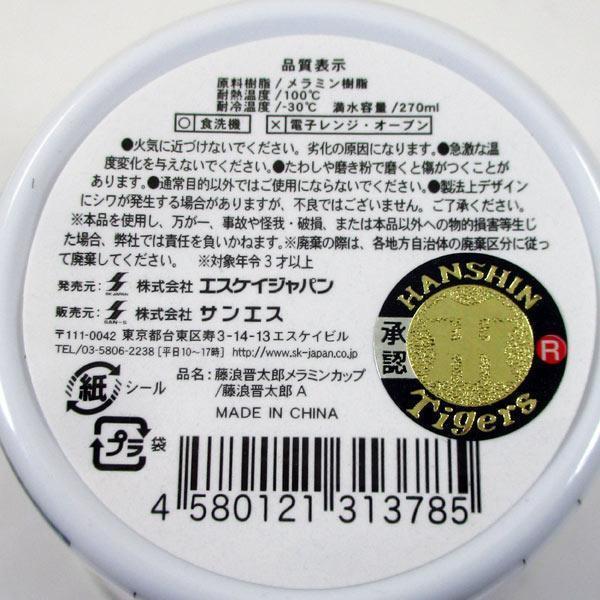 品質表示
原料樹脂/メラミン樹脂
耐熱温度/100℃
耐冷温度/-30℃ 満水容量/270ml
○食洗機 ×電子レンジ・オーブン
●火気に近づけないでください。劣化の原因になります。●急激な温
度変化を与えないでください。●たわしや磨き粉で磨くと傷がつくことが
あります。●通常目的以外ではご使用にならないでください。●製法上デザイン
にシワが発生する場合がありますが、不良ではございません。ご了承ください。
※本品を使用し、万が一、事故や怪我・破損、または本品以外への物的損害等生じ
た場合、弊社では責任を負いかねます。※廃棄の際は、各地方自治体の廃棄区分に従っ
て廃棄してください。 ※対象年令3才以上
発売元: SK JAPAN 株式会社 エスケイジャパン
販売元: SAN-S 株式会社 サンエス
〒111-0042 東京都台東区寿3-14-13エスケイビル
TEL/03-5806-2238 [平日10～17時] http://www.sk-japan.co.jp
紙 シール 品名:藤浪晋太郎メラミンカップ
/藤浪晋太郎 A
プラ 袋 MADE IN CHINA
4 580121 313785
HANSHIN
承認 R
Tigers